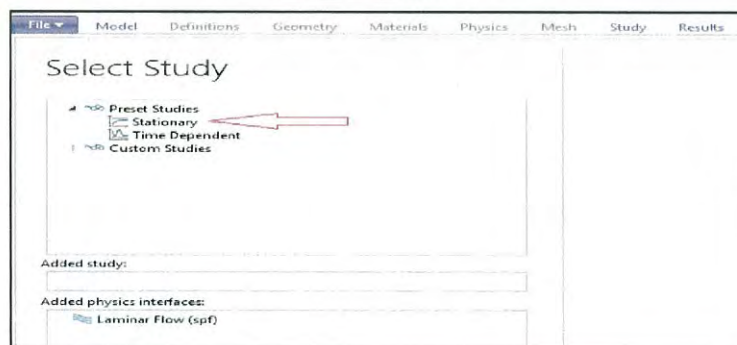 File Model Definitions Geometry Materials Physics Mesh Study Results
Select Study
Preset Studies
Stationary
Time Dependent
Custom Studies
Added study:
Added physics interfaces:
Laminar Flow (spf)